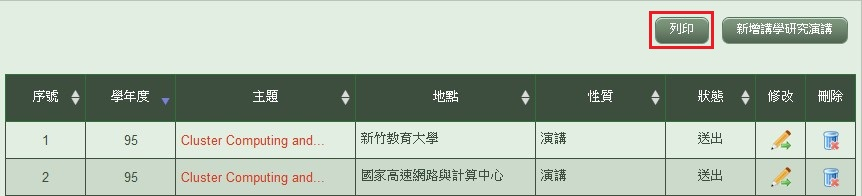 列印 新增講學研究演講
序號 學年度 主題 地點 性質 狀態 修改 刪除
1 95 Cluster Computing and... 新竹教育大學 演講 送出
2 95 Cluster Computing and... 國家高速網路與計算中心 演講 送出